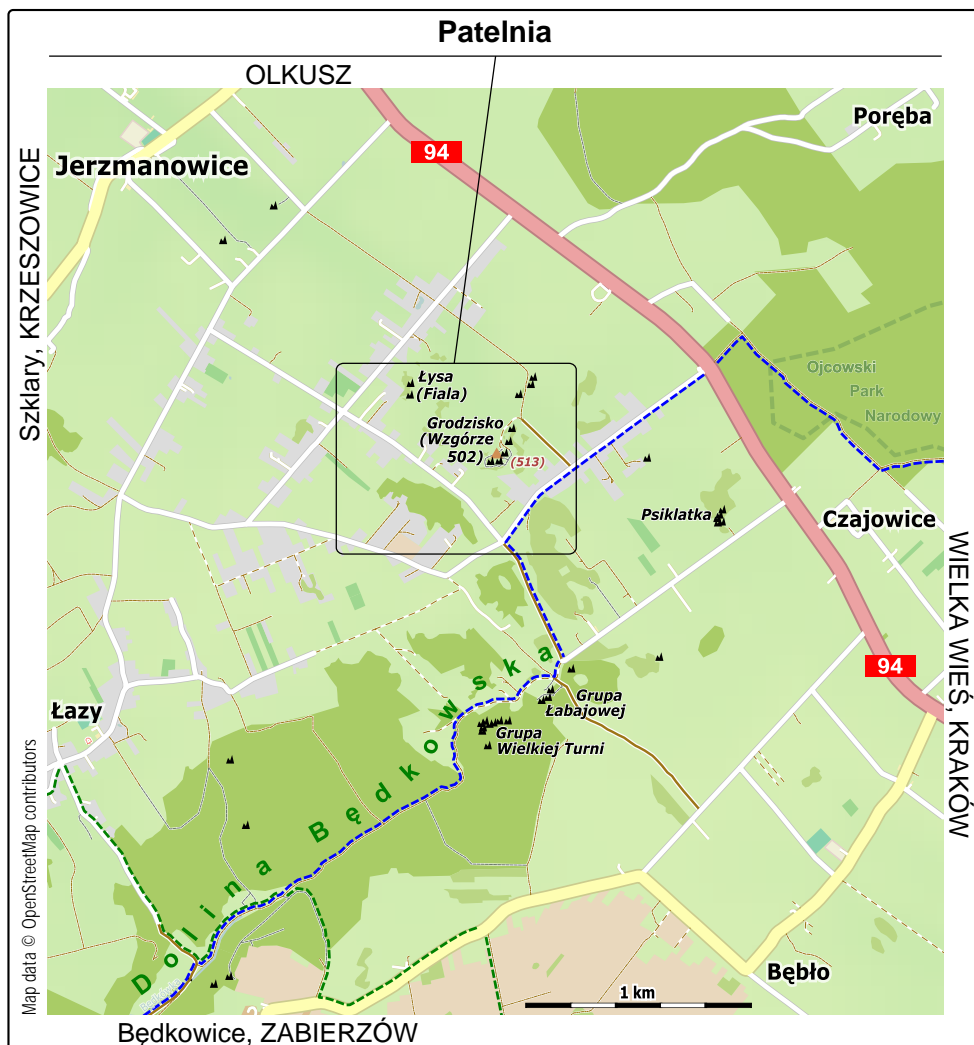 Patelnia
OLKUSZ
Poręba
94
Jerzmanowice
Szklary, KRZESZOWICE
Ojcowski
Park
Narodowy
Łysa
(Fiala)
Grodzisko
(Wzgórze
502)
(513)
Psiklatka
Czajowice
WIELKA WIEŚ, KRAKÓW
94
Dolina Będkowska
Grupa
Łabajowej
Łazy
Grupa
Wielkiej Turni
Bębło
1 km
Map data © OpenStreetMap contributors
Będkowice, ZABIERZÓW